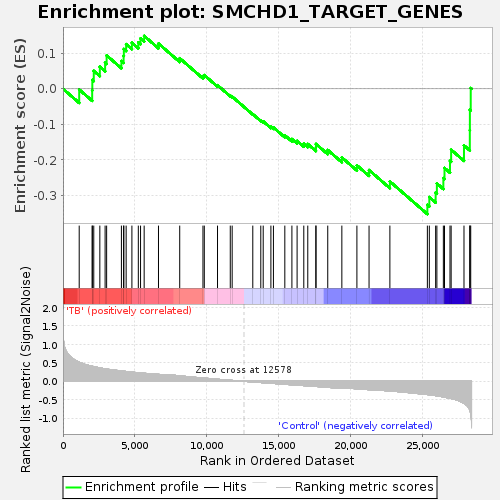 Enrichment plot: SMCHD1_TARGET_GENES
Enrichment score (ES)
0.1
0.0
-0.1
-0.2
-0.3
'TB' (positively correlated)
Ranked list metric (Signal2Noise)
2.0
1.5
1.0
0.5
0.0
-0.5
-1.0
Zero cross at 12578
'Control' (negatively correlated)
0 5,000 10,000 15,000 20,000 25,000
Rank in Ordered Dataset
Enrichment profile Hits Ranking metric scores